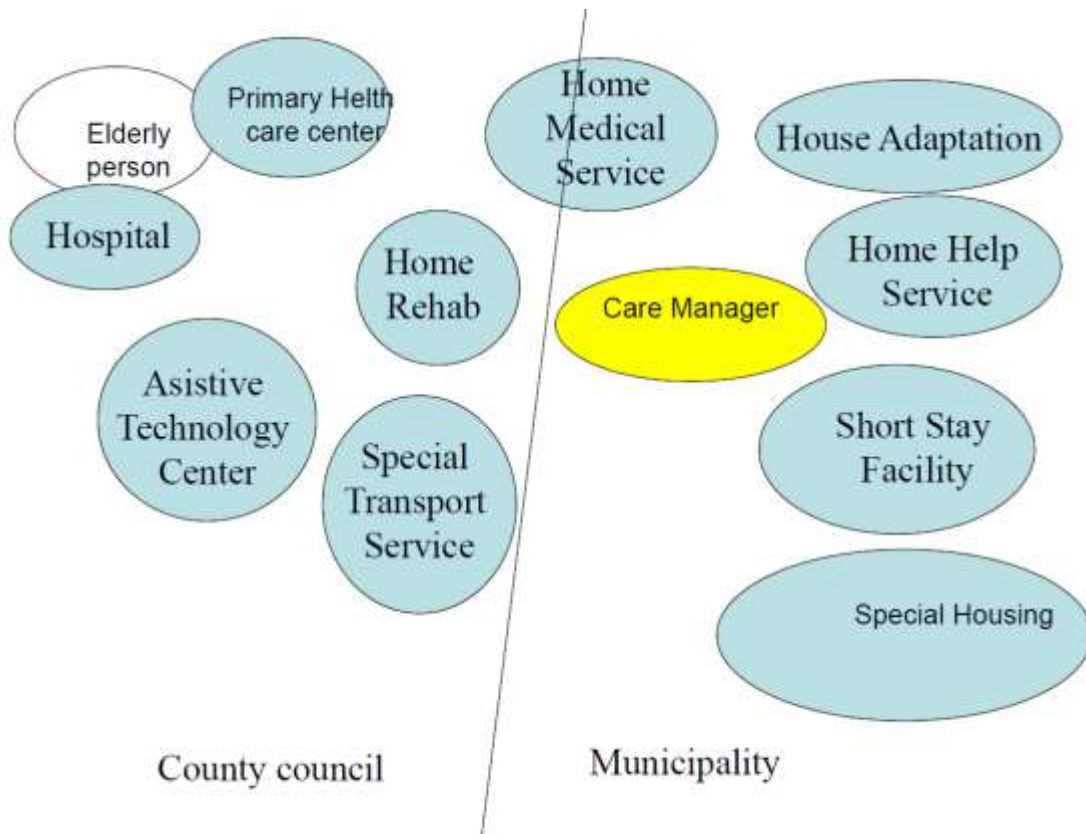 Elderly
person
Primary Helth
care center
Hospital
Home
Rehab
Asistive
Technology
Center
Special
Transport
Service
Home
Medical
Service
House Adaptation
Home Help
Service
Care Manager
Short Stay
Facility
Special Housing
County council
Municipality